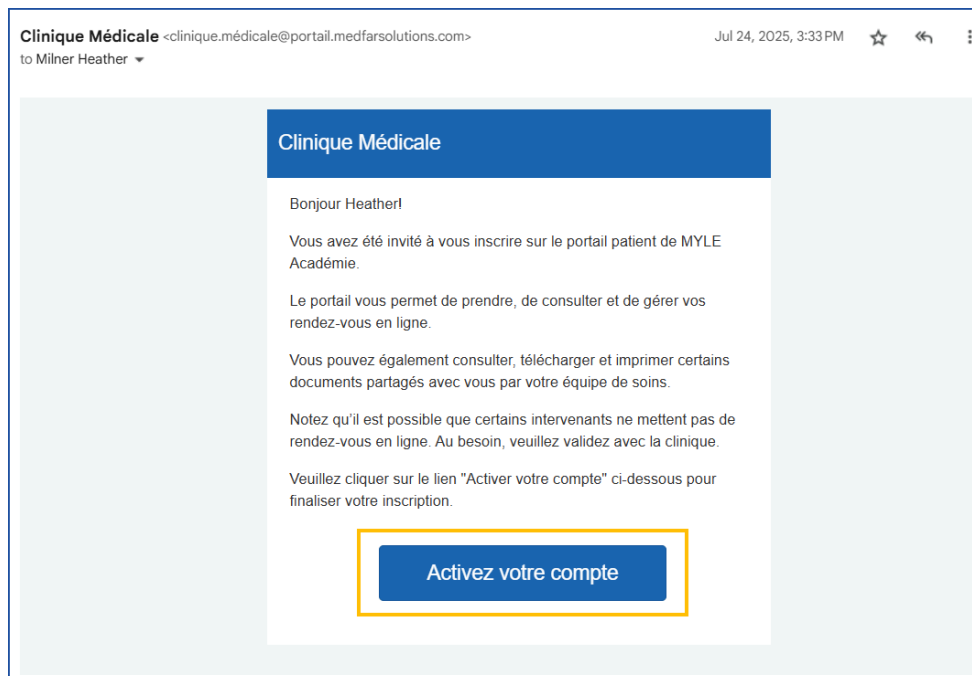 Clinique Médicale <clinique.médicale@portail.medfarsolutions.com>
Jul 24, 2025, 3:33 PM
to Milner Heather
Clinique Médicale
Bonjour Heather!
Vous avez été invité à vous inscrire sur le portail patient de MYLE
Académie.
Le portail vous permet de prendre, de consulter et de gérer vos
rendez-vous en ligne.
Vous pouvez également consulter, télécharger et imprimer certains
documents partagés avec vous par votre équipe de soins.
Notez qu'il est possible que certains intervenants ne mettent pas de
rendez-vous en ligne. Au besoin, veuillez validez avec la clinique.
Veuillez cliquer sur le lien "Activer votre compte" ci-dessous pour
finaliser votre inscription.
Activez votre compte